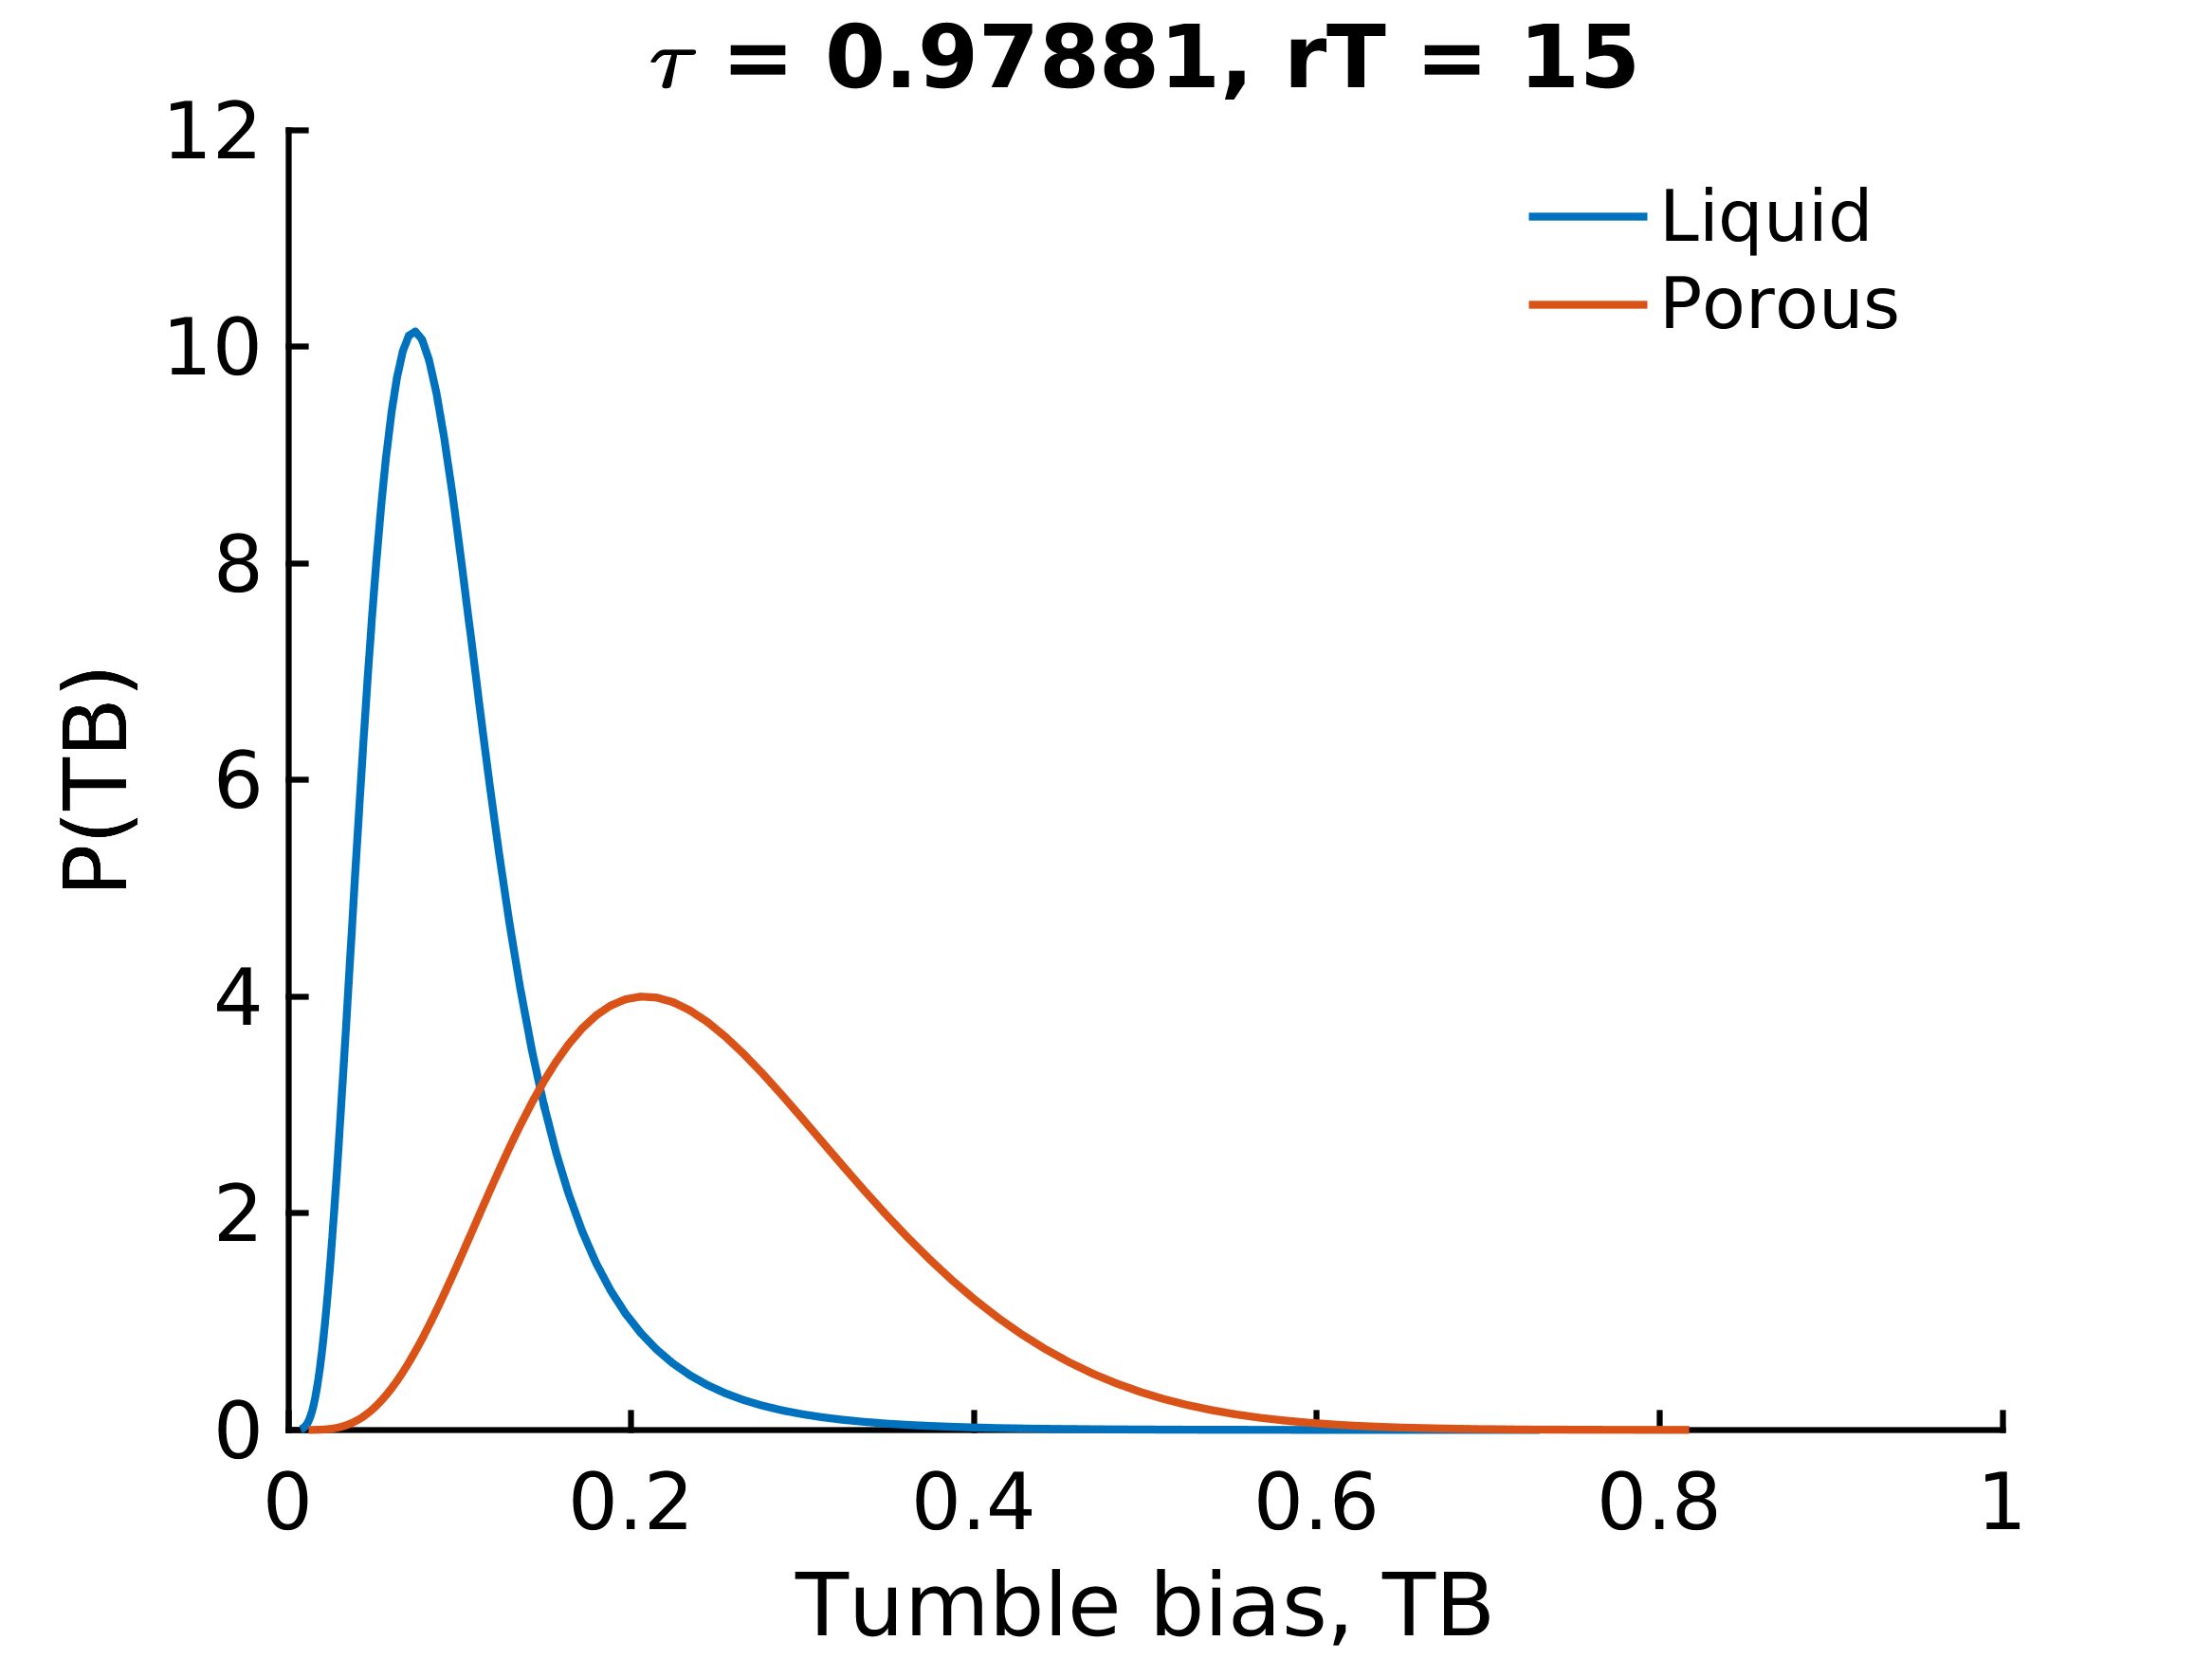 τ = 0.97881, rT = 15
12
10
8
6
4
2
0
P(TB)
Liquid
Porous
0 0.2 0.4 0.6 0.8 1
Tumble bias, TB